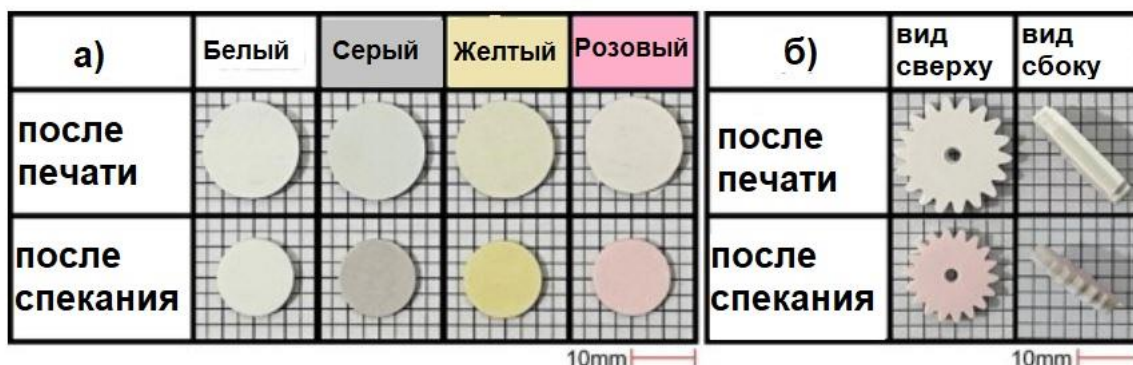 а)
Белый
Серый
Желтый
Розовый
б)
вид
сверху
вид
сбоку
после
печати
после
печати
после
спекания
после
спекания
10mm
10mm